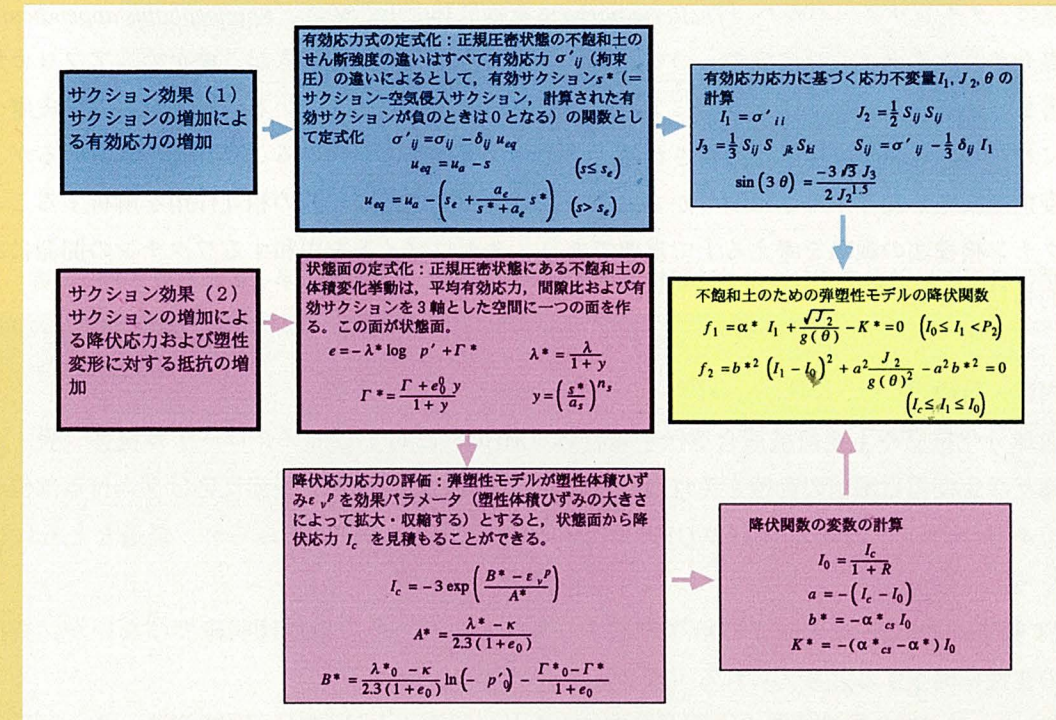 サクション効果（1）
サクションの増加によ
る有効応力の増加
有効応力式の定式化：正規圧密状態の不飽和土の
せん断強度の違いはすべて有効応力 σ′ij（拘束
圧）の違いによるとして，有効サクションs*（=
サクション−空気侵入サクション，計算された有
効サクションが負のときは0となる）の関数とし
て定式化 σ′ij=σij−δij ueq
ueq=ua−s (s≤ se)
ueq=ua−(se+ae/(s*+ae) s*) (s> se)
有効応力応力に基づく応力不変量I1, J2, θ の
計算
I1=σ′ii J2=1/2 Sij Sij
J3=1/3 Sij S jk Ski Sij=σ′ij−1/3 δij I1
sin (3 θ) =−3√3 J3/2 J2^1.5
サクション効果（2）
サクションの増加によ
る降伏応力および塑性
変形に対する抵抗の増
加
状態面の定式化：正規圧密状態にある不飽和土の
体積変化挙動は，平均有効応力，間隙比および有
効サクションを3軸とした空間に一つの面を作
る。この面が状態面。
e=−λ*log p′+Γ* λ*=λ/(1+y)
Γ*=(Γ+e00 y)/(1+y) y=(s*/as)^ns
不飽和土のための弾塑性モデルの降伏関数
f1=α* I1+√J2/g(θ)−K*=0 (I0≤ I1<P2)
f2=b*2 (I1−I0)2+a2 J2/g(θ)2−a2 b*2=0
(Ic≤ I1≤ I0)
降伏応力応力の評価：弾塑性モデルが塑性体積ひず
みεvp を効果パラメータ（塑性体積ひずみの大きさ
によって拡大・収縮する）とすると，状態面から降
伏応力 Ic を見積もることができる。
Ic=−3 exp((B*−εvp)/A*)
A*=(λ*−κ)/2.3(1+e0)
B*=(λ*0−κ)/2.3(1+e0) ln(− p′0)−(Γ*0−Γ*)/(1+e0)
降伏関数の変数の計算
I0=Ic/(1+R)
a=−(Ic−I0)
b*=−α*cs I0
K*=−(α*cs−α*) I0